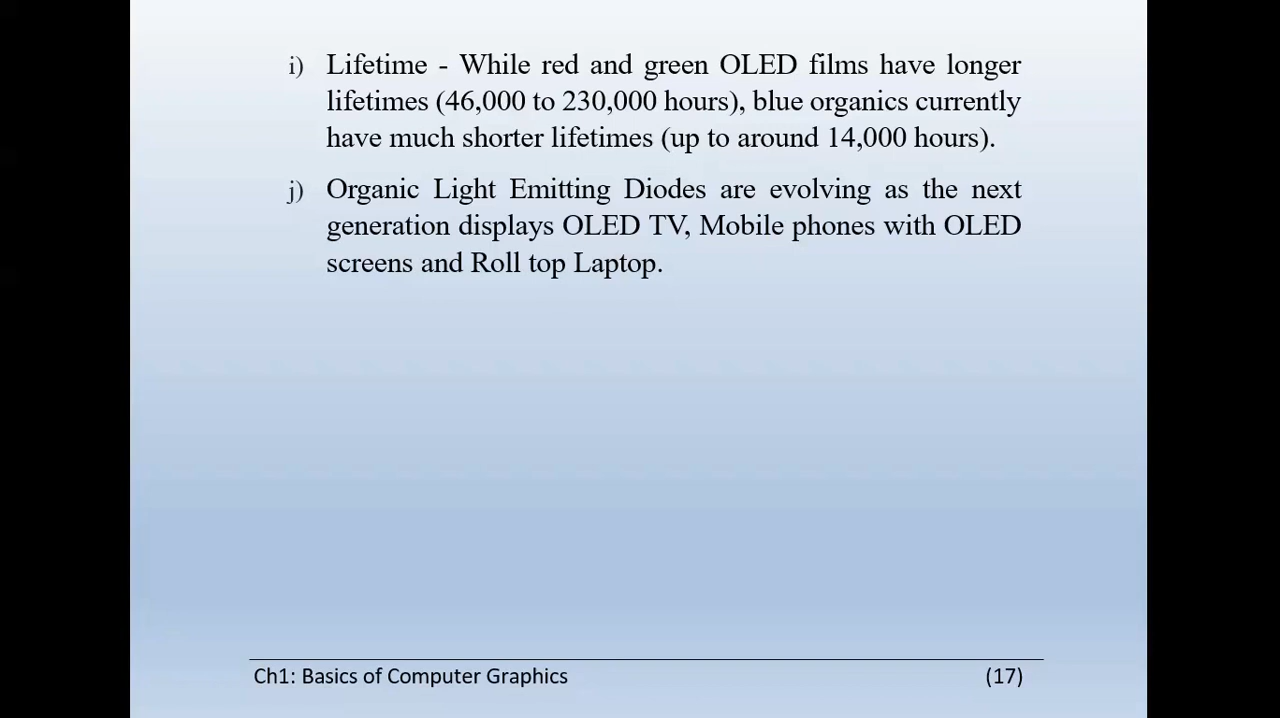 i) Lifetime - While red and green OLED films have longer
lifetimes (46,000 to 230,000 hours), blue organics currently
have much shorter lifetimes (up to around 14,000 hours).
j) Organic Light Emitting Diodes are evolving as the next
generation displays OLED TV, Mobile phones with OLED
screens and Roll top Laptop.
Ch1: Basics of Computer Graphics (17)